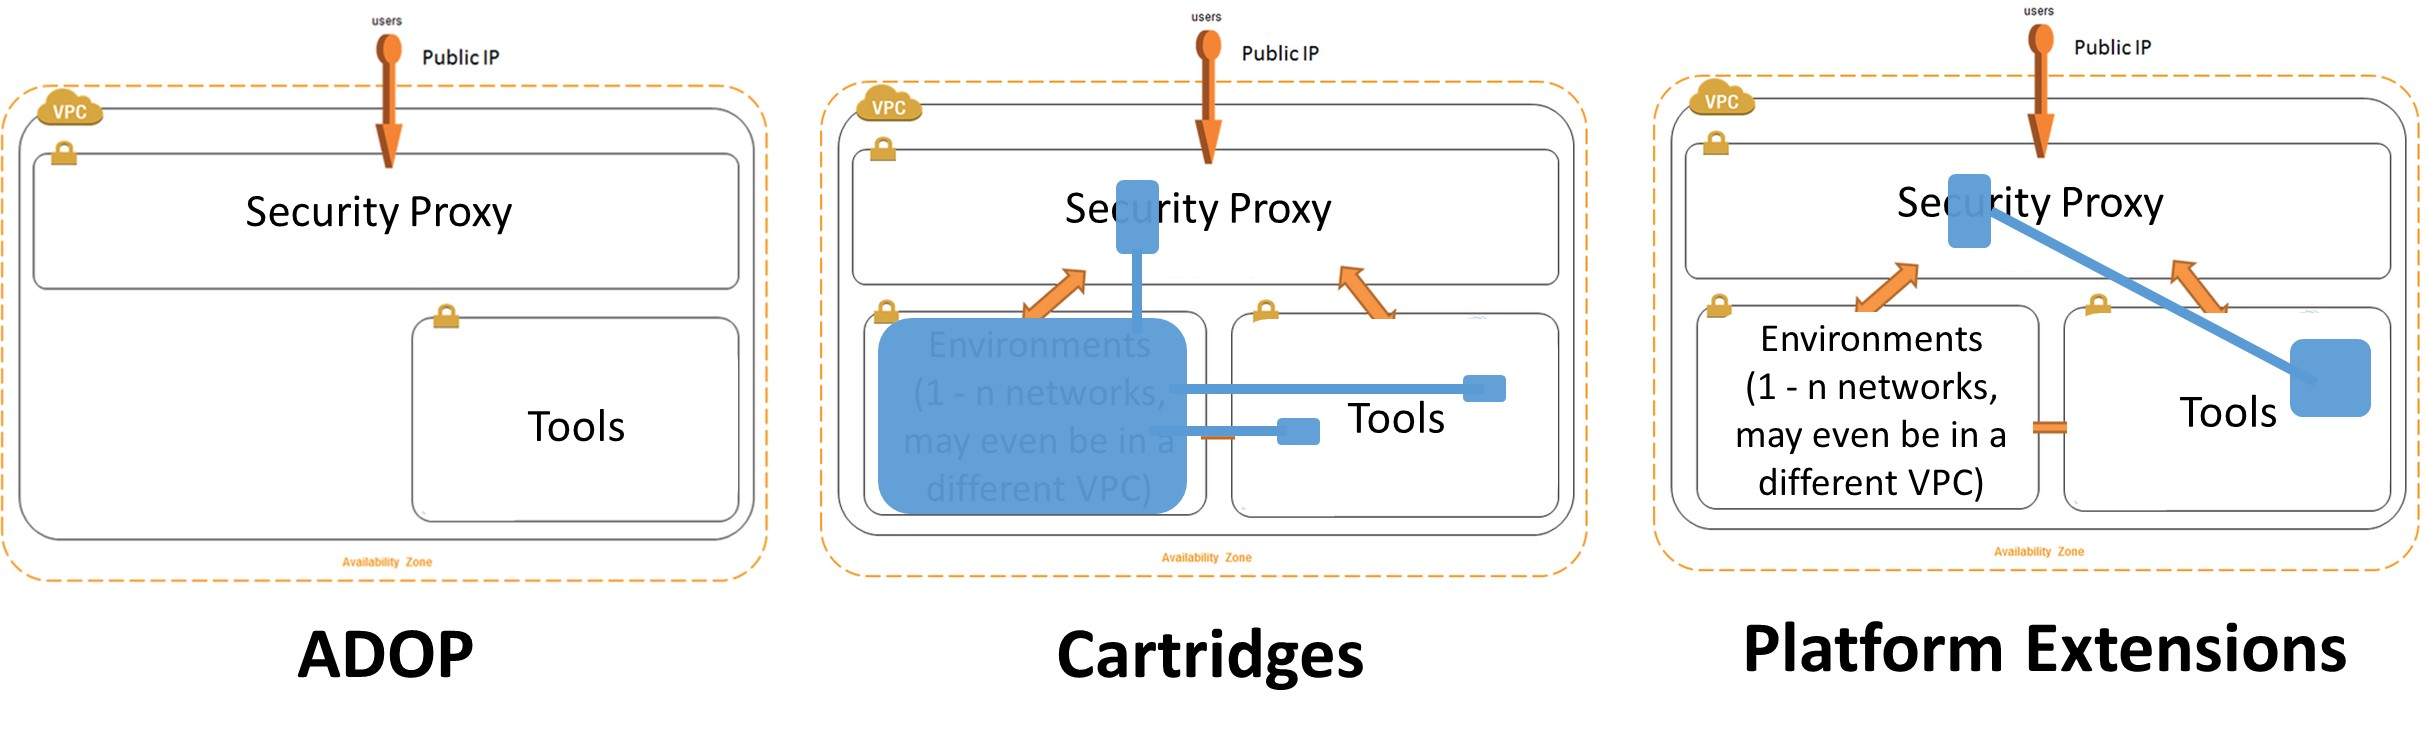 users
Public IP
VPC
Security Proxy
Tools
Availability Zone
ADOP
users
Public IP
VPC
Security Proxy
Environments
(1 - n networks,
may even be in a
different VPC)
Tools
Availability Zone
Cartridges
users
Public IP
VPC
Security Proxy
Environments
(1 - n networks,
may even be in a
different VPC)
Tools
Availability Zone
Platform Extensions